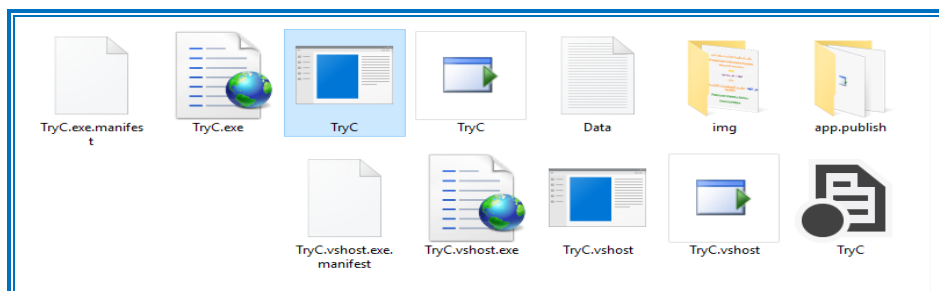 TryC.exe.manifes
t
TryC.exe
TryC
TryC
Data
img
app.publish
TryC.vshost.exe.
manifest
TryC.vshost.exe
TryC.vshost
TryC.vshost
TryC